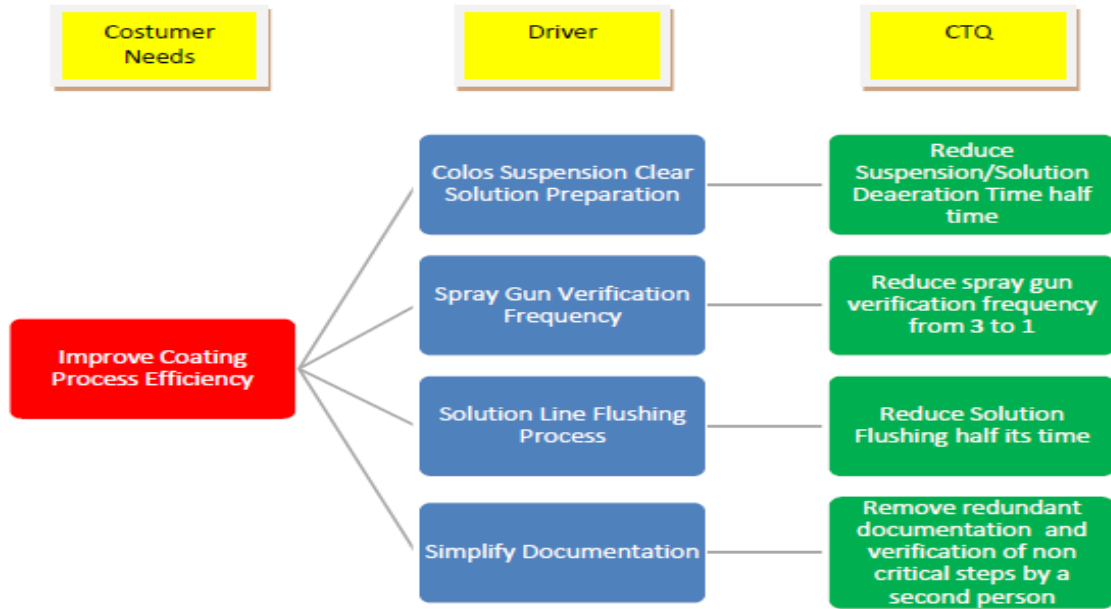 Costumer
Needs
Driver
CTQ
Colos Suspension Clear
Solution Preparation
Reduce
Suspension/Solution
Deaeration Time half
time
Spray Gun Verification
Frequency
Reduce spray gun
verification frequency
from 3 to 1
Improve Coating
Process Efficiency
Solution Line Flushing
Process
Reduce Solution
Flushing half its time
Simplify Documentation
Remove redundant
documentation and
verification of non
critical steps by a
second person